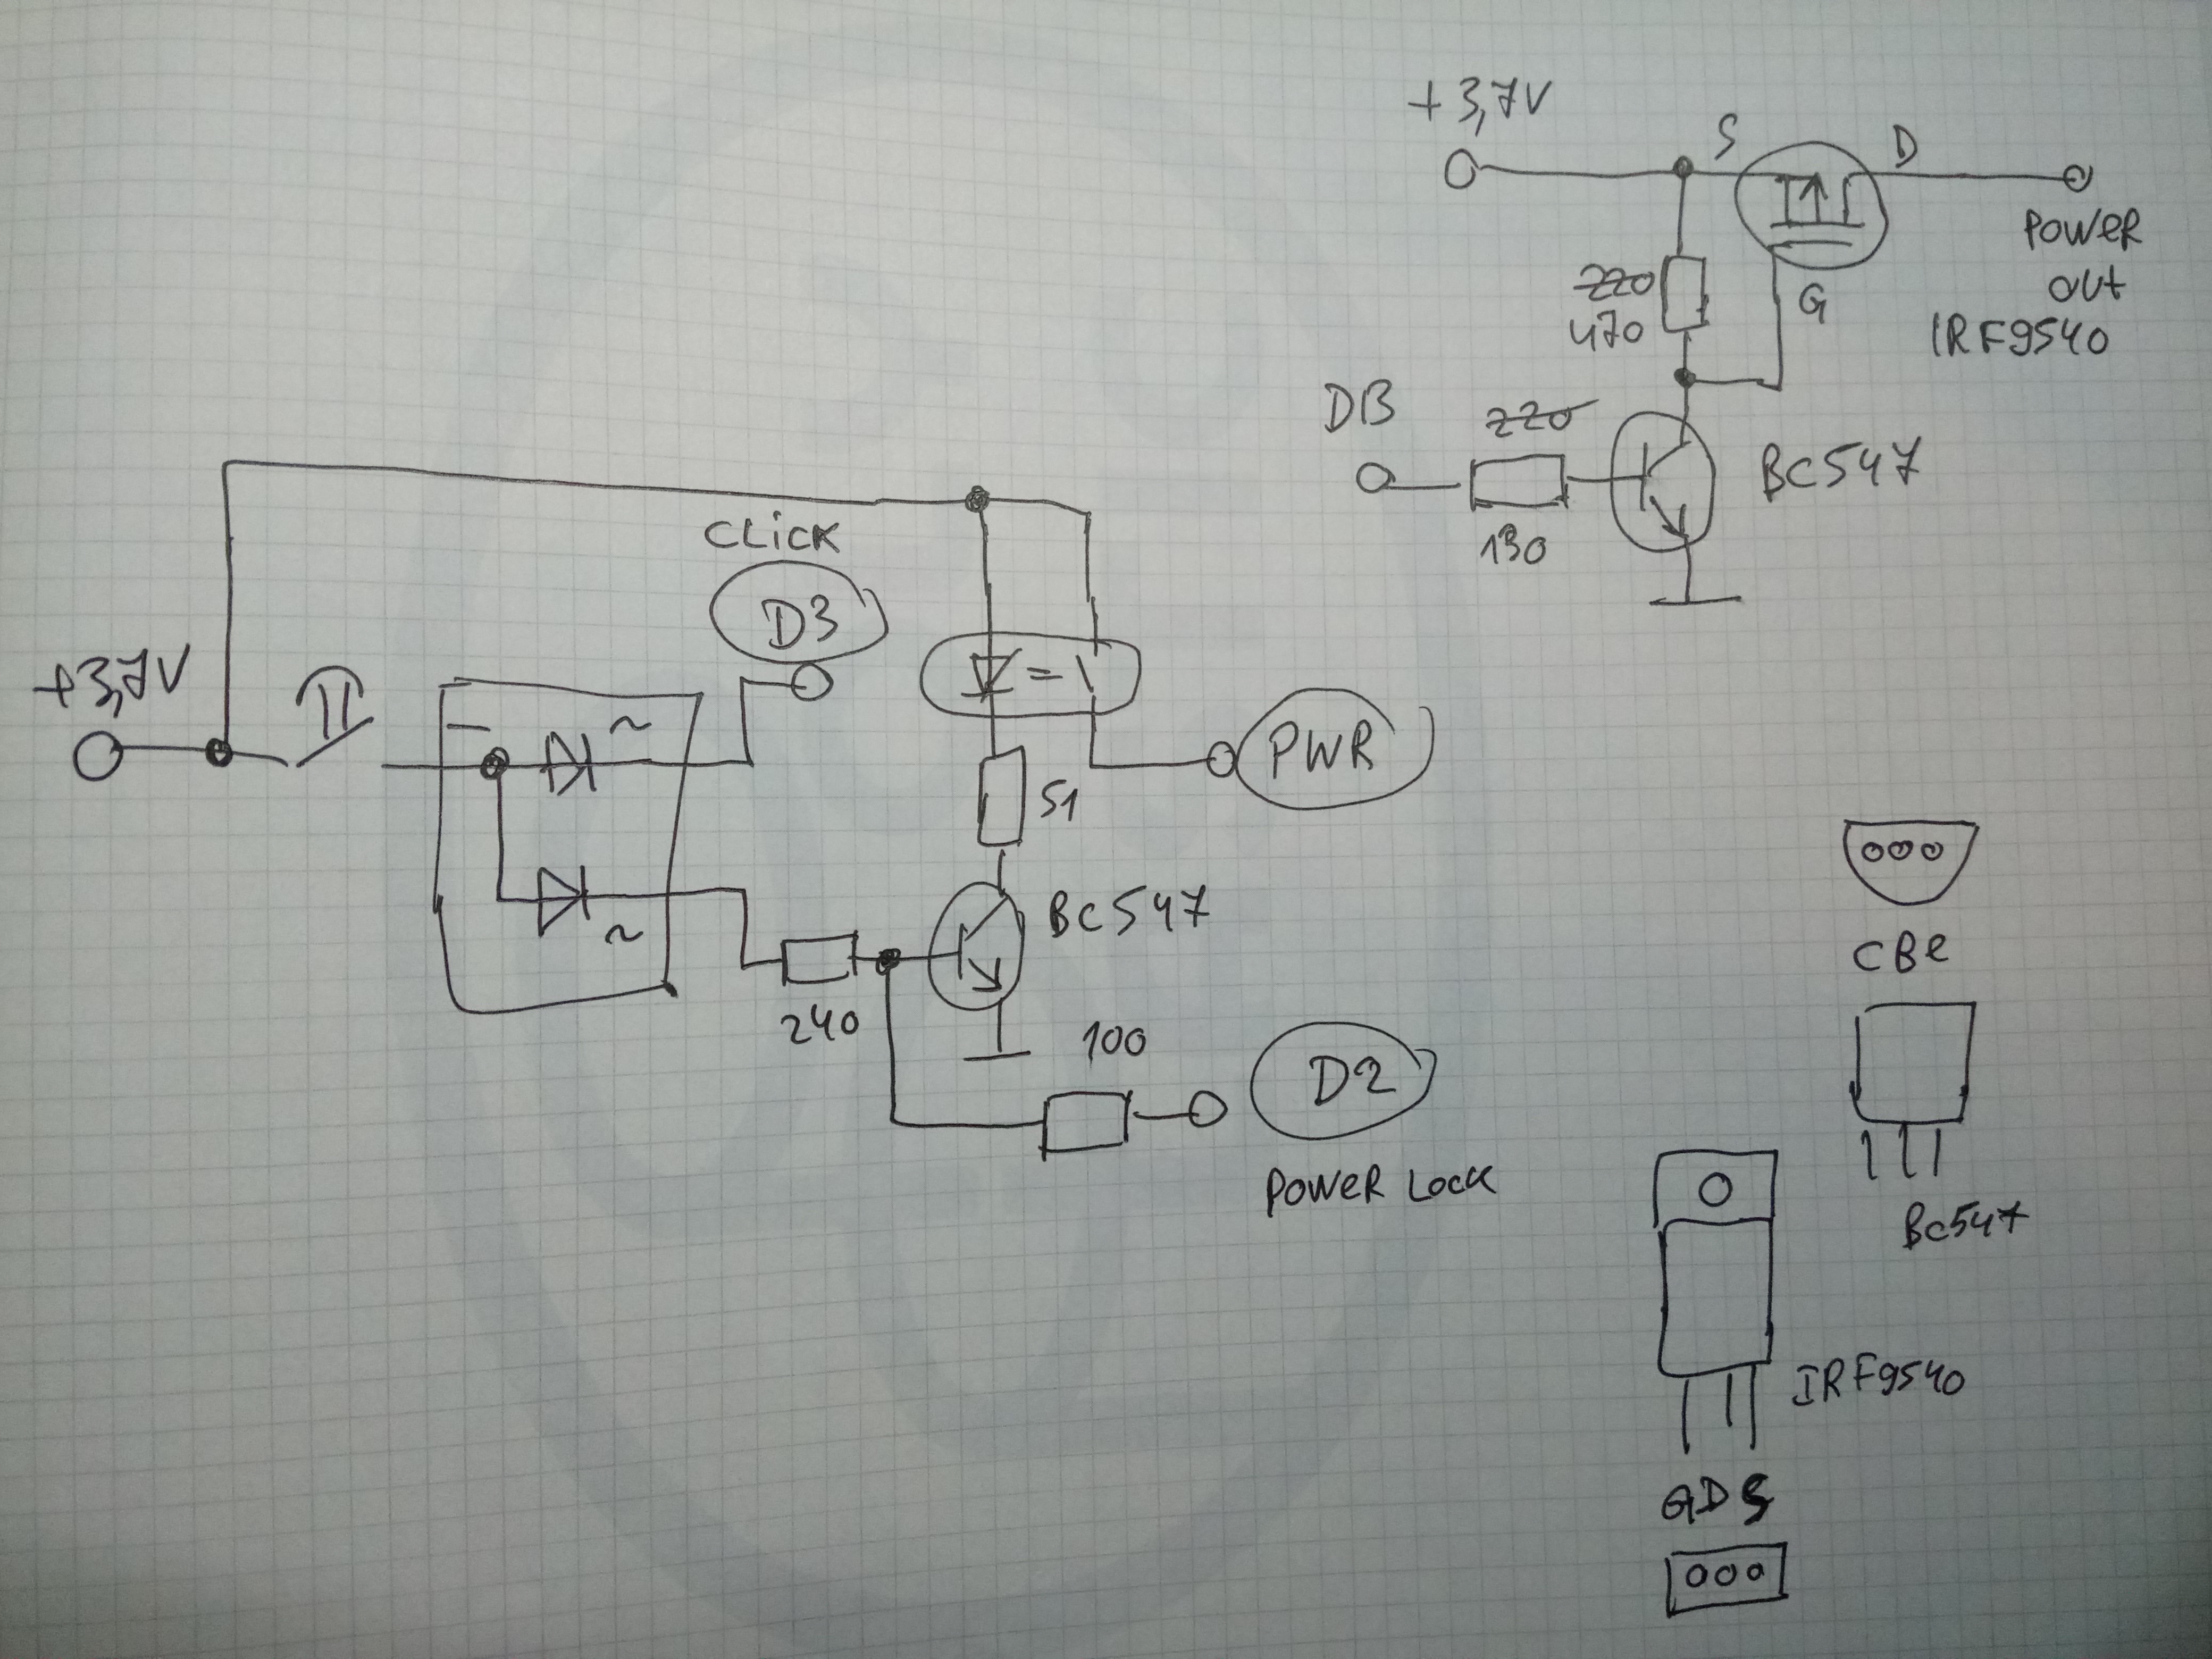 +3,7V
S
D
POWER
OUT
IRF9540
220
470
G
DB
220
130
BC547
CLICK
D3
+3,7V
PWR
51
BC547
240
100
D2
POWER LOCK
CBE
BC547
IRF9540
GDS